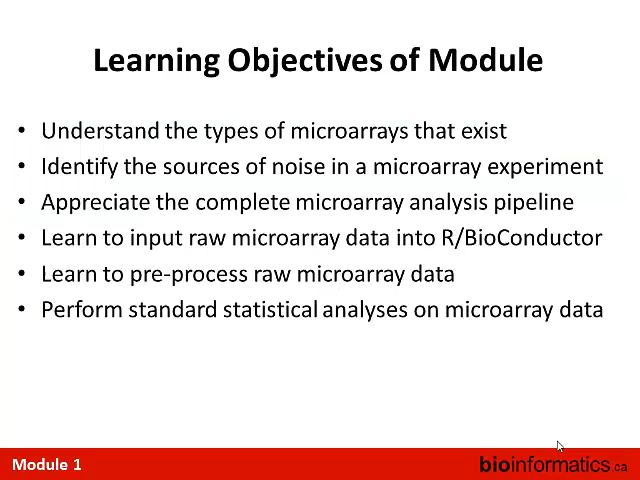 Learning Objectives of Module
• Understand the types of microarrays that exist
• Identify the sources of noise in a microarray experiment
• Appreciate the complete microarray analysis pipeline
• Learn to input raw microarray data into R/BioConductor
• Learn to pre-process raw microarray data
• Perform standard statistical analyses on microarray data
Module 1
bioinformatics.ca